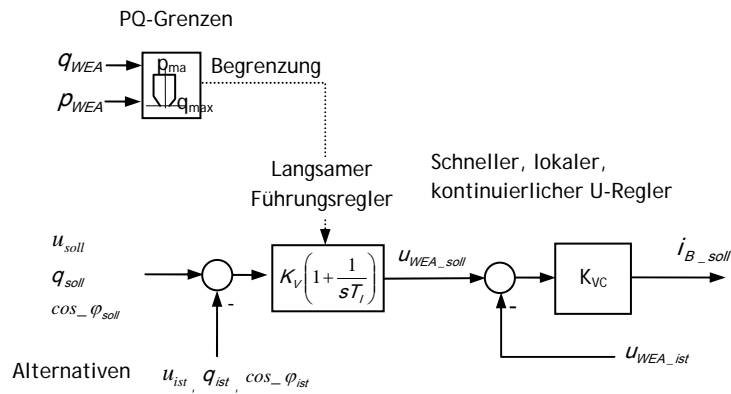 PQ-Grenzen
q_WEA
p_WEA
p_ma
q_max
Begrenzung
Langsamer
Führungsregler
Schneller, lokaler,
kontinuierlicher U-Regler
u_soll
q_soll
cos_φ_soll
-
K_V(1+1/sT_I)
u_WEA_soll
-
K_VC
i_B_soll
u_WEA_ist
Alternativen
u_ist, q_ist, cos_φ_ist